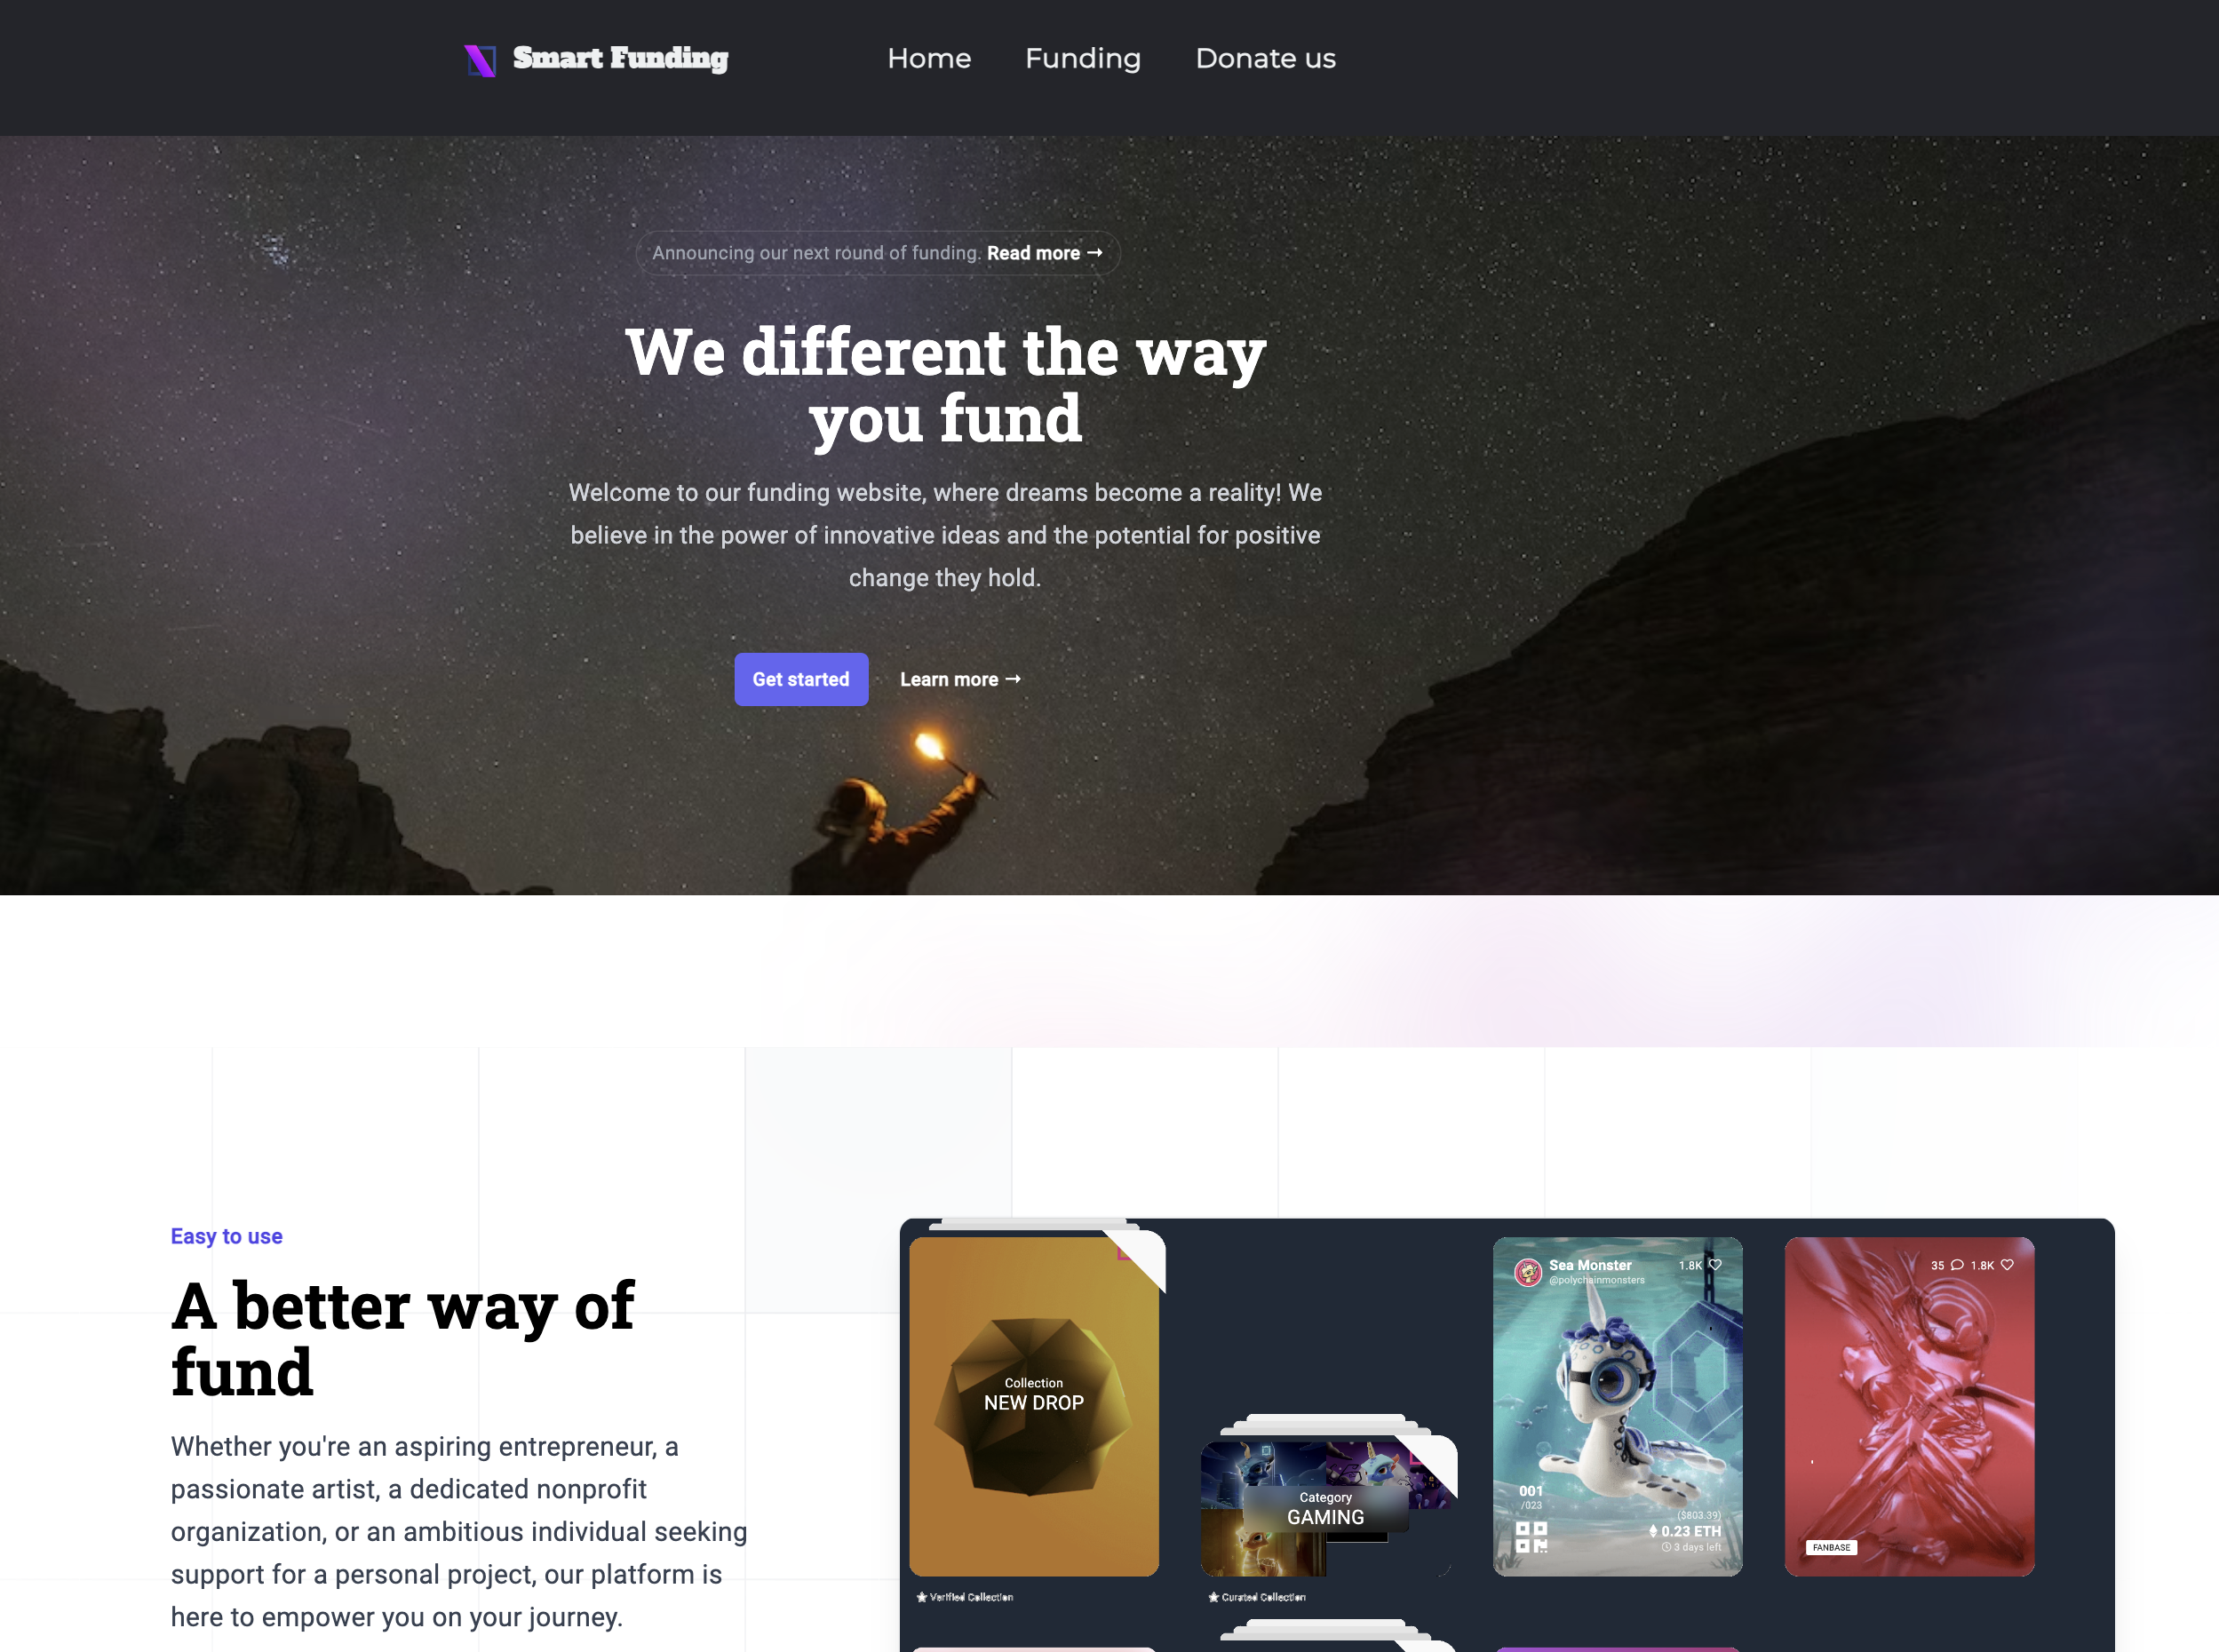 Smart Funding
Home Funding Donate us
Announcing our next round of funding. Read more →
We different the way
you fund
Welcome to our funding website, where dreams become a reality! We
believe in the power of innovative ideas and the potential for positive
change they hold.
Get started Learn more →
Easy to use
A better way of
fund
Whether you're an aspiring entrepreneur, a
passionate artist, a dedicated nonprofit
organization, or an ambitious individual seeking
support for a personal project, our platform is
here to empower you on your journey.
Collection
NEW DROP
Verified Collection
Category
GAMING
Curated Collection
Sea Monster
@polychainmonsters
1.8K
001
/023
($803.39)
0.23 ETH
3 days left
35 1.8K
FANBASE